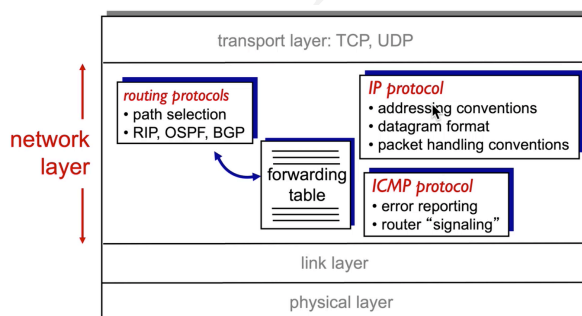 transport layer: TCP, UDP
network
layer
routing protocols
• path selection
• RIP, OSPF, BGP
forwarding
table
IP protocol
• addressing conventions
• datagram format
• packet handling conventions
ICMP protocol
• error reporting
• router “signaling”
link layer
physical layer